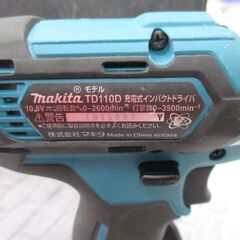 モデル
makita TD110D 充電式インパクトドライバ
10.8V⎓回転数0-2600min⁻¹ 打撃数0-3500min⁻¹
⚠警告 1935097 Y
株式会社 マキタ Made in China